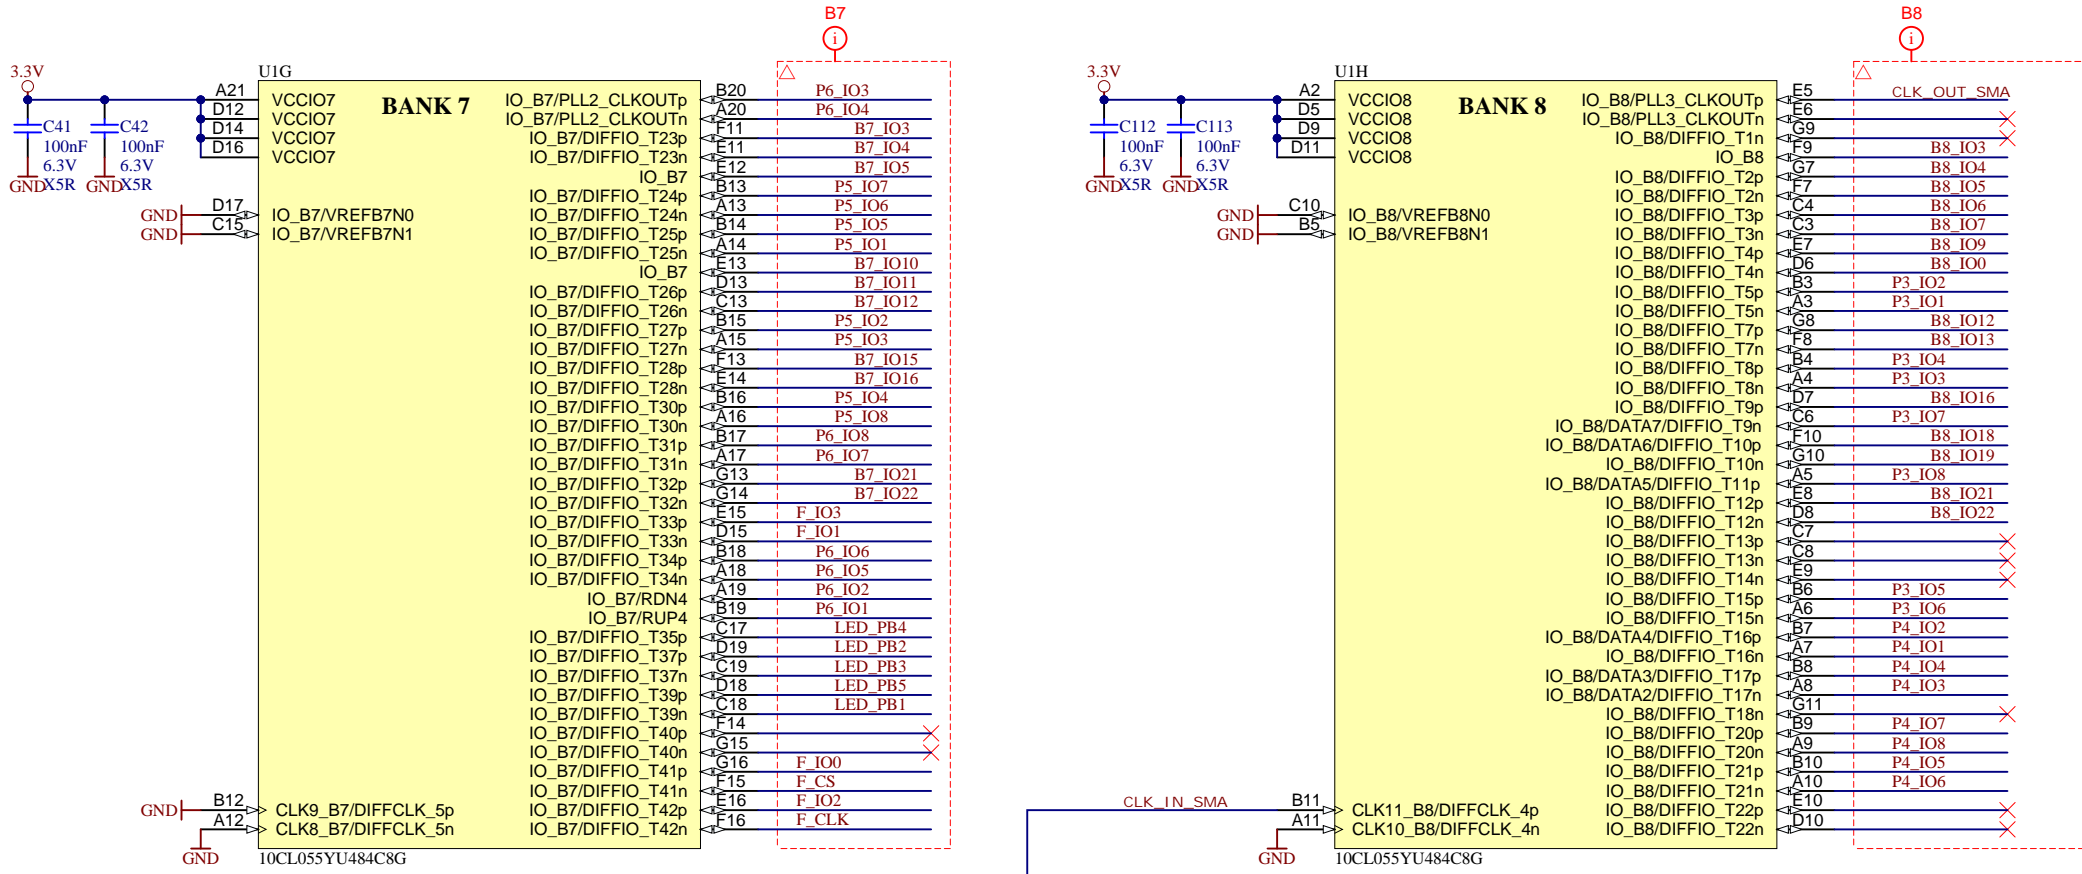 B7
i
3.3V
U1G
BANK 7
A21 VCCIO7
D12 VCCIO7
D14 VCCIO7
D16 VCCIO7
C41
100nF
6.3V
X5R
GND
C42
100nF
6.3V
X5R
GND
GND D17 IO_B7/VREFB7N0
GND C15 IO_B7/VREFB7N1
GND B12 CLK9_B7/DIFFCLK_5p
A12 CLK8_B7/DIFFCLK_5n
GND
IO_B7/PLL2_CLKOUTp B20 P6_IO3
IO_B7/PLL2_CLKOUTn A20 P6_IO4
IO_B7/DIFFIO_T23p F11 B7_IO3
IO_B7/DIFFIO_T23n E11 B7_IO4
IO_B7 E12 B7_IO5
IO_B7/DIFFIO_T24p B13 P5_IO7
IO_B7/DIFFIO_T24n A13 P5_IO6
IO_B7/DIFFIO_T25p B14 P5_IO5
IO_B7/DIFFIO_T25n A14 P5_IO1
IO_B7 E13 B7_IO10
IO_B7/DIFFIO_T26p D13 B7_IO11
IO_B7/DIFFIO_T26n C13 B7_IO12
IO_B7/DIFFIO_T27p B15 P5_IO2
IO_B7/DIFFIO_T27n A15 P5_IO3
IO_B7/DIFFIO_T28p F13 B7_IO15
IO_B7/DIFFIO_T28n E14 B7_IO16
IO_B7/DIFFIO_T30p B16 P5_IO4
IO_B7/DIFFIO_T30n A16 P5_IO8
IO_B7/DIFFIO_T31p B17 P6_IO8
IO_B7/DIFFIO_T31n A17 P6_IO7
IO_B7/DIFFIO_T32p G13 B7_IO21
IO_B7/DIFFIO_T32n G14 B7_IO22
IO_B7/DIFFIO_T33p E15 F_IO3
IO_B7/DIFFIO_T33n D15 F_IO1
IO_B7/DIFFIO_T34p B18 P6_IO6
IO_B7/DIFFIO_T34n A18 P6_IO5
IO_B7/RDN4 A19 P6_IO2
IO_B7/RUP4 B19 P6_IO1
IO_B7/DIFFIO_T35p C17 LED_PB4
IO_B7/DIFFIO_T37p D19 LED_PB2
IO_B7/DIFFIO_T37n C19 LED_PB3
IO_B7/DIFFIO_T39p D18 LED_PB5
IO_B7/DIFFIO_T39n C18 LED_PB1
IO_B7/DIFFIO_T40p F14
IO_B7/DIFFIO_T40n G15
IO_B7/DIFFIO_T41p G16 F_IO0
IO_B7/DIFFIO_T41n F15 F_CS
IO_B7/DIFFIO_T42p E16 F_IO2
IO_B7/DIFFIO_T42n F16 F_CLK
10CL055YU484C8G
B8
i
3.3V
U1H
BANK 8
A2 VCCIO8
D5 VCCIO8
D9 VCCIO8
D11 VCCIO8
C112
100nF
6.3V
X5R
GND
C113
100nF
6.3V
X5R
GND
GND C10 IO_B8/VREFB8N0
GND B5 IO_B8/VREFB8N1
CLK_IN_SMA B11 CLK11_B8/DIFFCLK_4p
A11 CLK10_B8/DIFFCLK_4n
GND
IO_B8/PLL3_CLKOUTp E5 CLK_OUT_SMA
IO_B8/PLL3_CLKOUTn E6
IO_B8/DIFFIO_T1n G9
IO_B8 F9 B8_IO3
IO_B8/DIFFIO_T2p G7 B8_IO4
IO_B8/DIFFIO_T2n F7 B8_IO5
IO_B8/DIFFIO_T3p C4 B8_IO6
IO_B8/DIFFIO_T3n C3 B8_IO7
IO_B8/DIFFIO_T4p E7 B8_IO9
IO_B8/DIFFIO_T4n D6 B8_IO0
IO_B8/DIFFIO_T5p B3 P3_IO2
IO_B8/DIFFIO_T5n A3 P3_IO1
IO_B8/DIFFIO_T7p G8 B8_IO12
IO_B8/DIFFIO_T7n F8 B8_IO13
IO_B8/DIFFIO_T8p B4 P3_IO4
IO_B8/DIFFIO_T8n A4 P3_IO3
IO_B8/DIFFIO_T9p D7 B8_IO16
IO_B8/DATA7/DIFFIO_T9n C6 P3_IO7
IO_B8/DATA6/DIFFIO_T10p F10 B8_IO18
IO_B8/DIFFIO_T10n G10 B8_IO19
IO_B8/DATA5/DIFFIO_T11p A5 P3_IO8
IO_B8/DIFFIO_T12p E8 B8_IO21
IO_B8/DIFFIO_T12n D8 B8_IO22
IO_B8/DIFFIO_T13p C7
IO_B8/DIFFIO_T13n C8
IO_B8/DIFFIO_T14n E9
IO_B8/DIFFIO_T15p B6 P3_IO5
IO_B8/DIFFIO_T15n A6 P3_IO6
IO_B8/DATA4/DIFFIO_T16p B7 P4_IO2
IO_B8/DIFFIO_T16n A7 P4_IO1
IO_B8/DATA3/DIFFIO_T17p B8 P4_IO4
IO_B8/DATA2/DIFFIO_T17n A8 P4_IO3
IO_B8/DIFFIO_T18n G11
IO_B8/DIFFIO_T20p B9 P4_IO7
IO_B8/DIFFIO_T20n A9 P4_IO8
IO_B8/DIFFIO_T21p B10 P4_IO5
IO_B8/DIFFIO_T21n A10 P4_IO6
IO_B8/DIFFIO_T22p E10
IO_B8/DIFFIO_T22n D10
10CL055YU484C8G